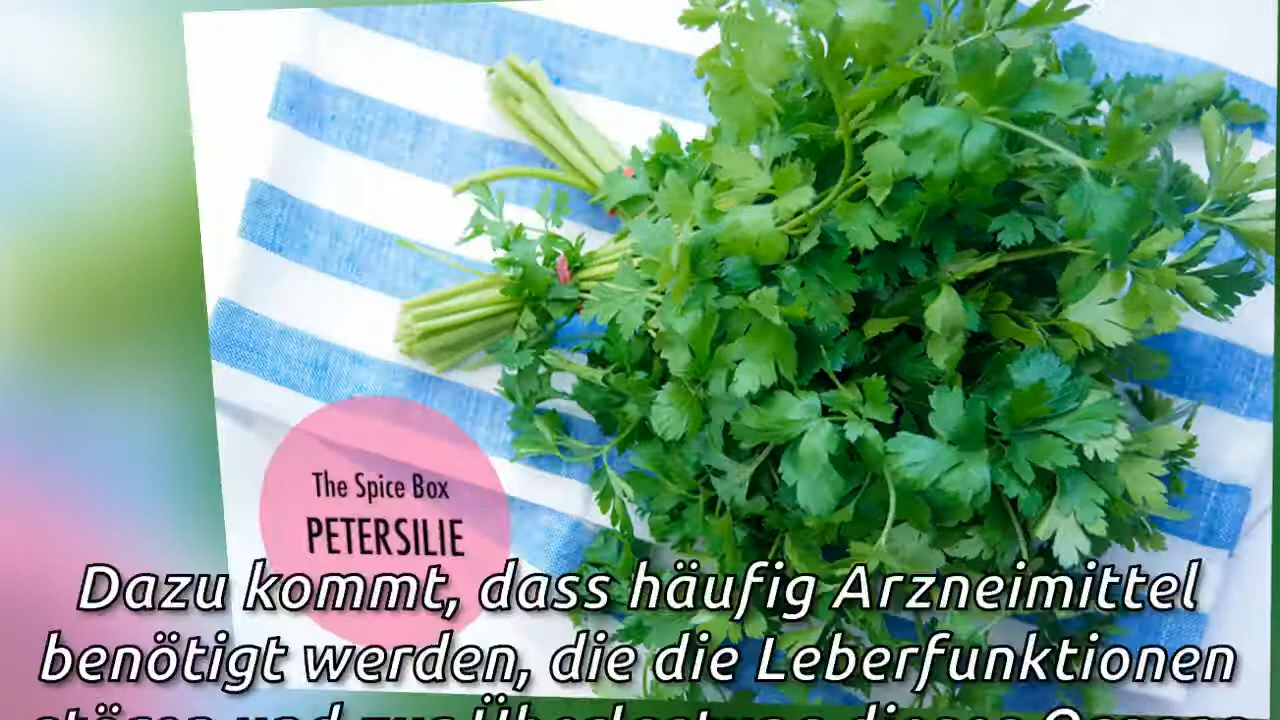 The Spice Box
PETERSILIE
Dazu kommt, dass häufig Arzneimittel
benötigt werden, die die Leberfunktionen